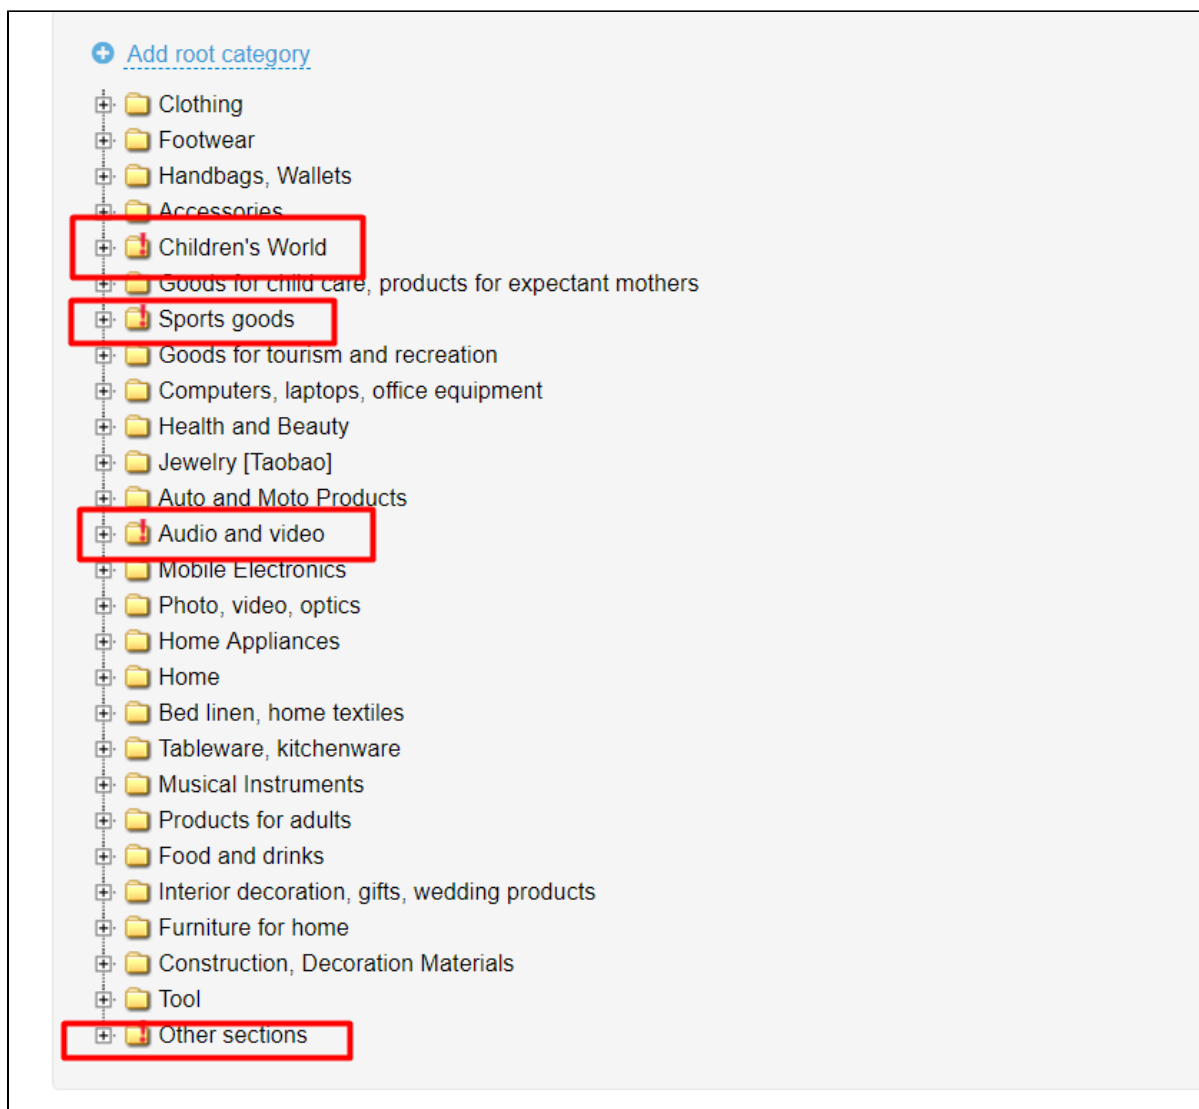 Add root category
Clothing
Footwear
Handbags, Wallets
Accessories
Children's World
Goods for child care, products for expectant mothers
Sports goods
Goods for tourism and recreation
Computers, laptops, office equipment
Health and Beauty
Jewelry [Taobao]
Auto and Moto Products
Audio and video
Mobile Electronics
Photo, video, optics
Home Appliances
Home
Bed linen, home textiles
Tableware, kitchenware
Musical Instruments
Products for adults
Food and drinks
Interior decoration, gifts, wedding products
Furniture for home
Construction, Decoration Materials
Tool
Other sections